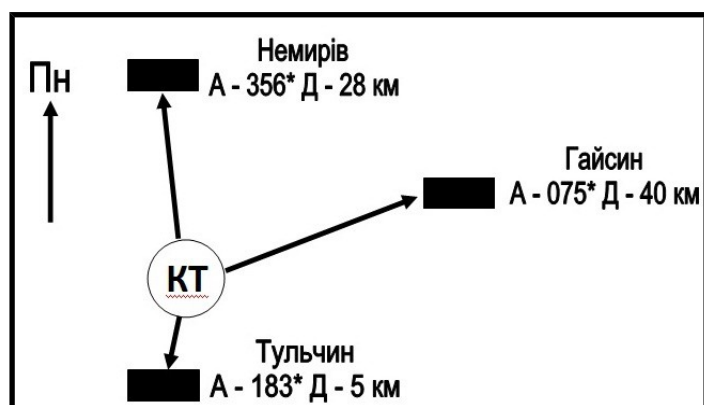 Немирів
Пн
А - 356* Д - 28 км
Гайсин
А - 075* Д - 40 км
КТ
Тульчин
А - 183* Д - 5 км